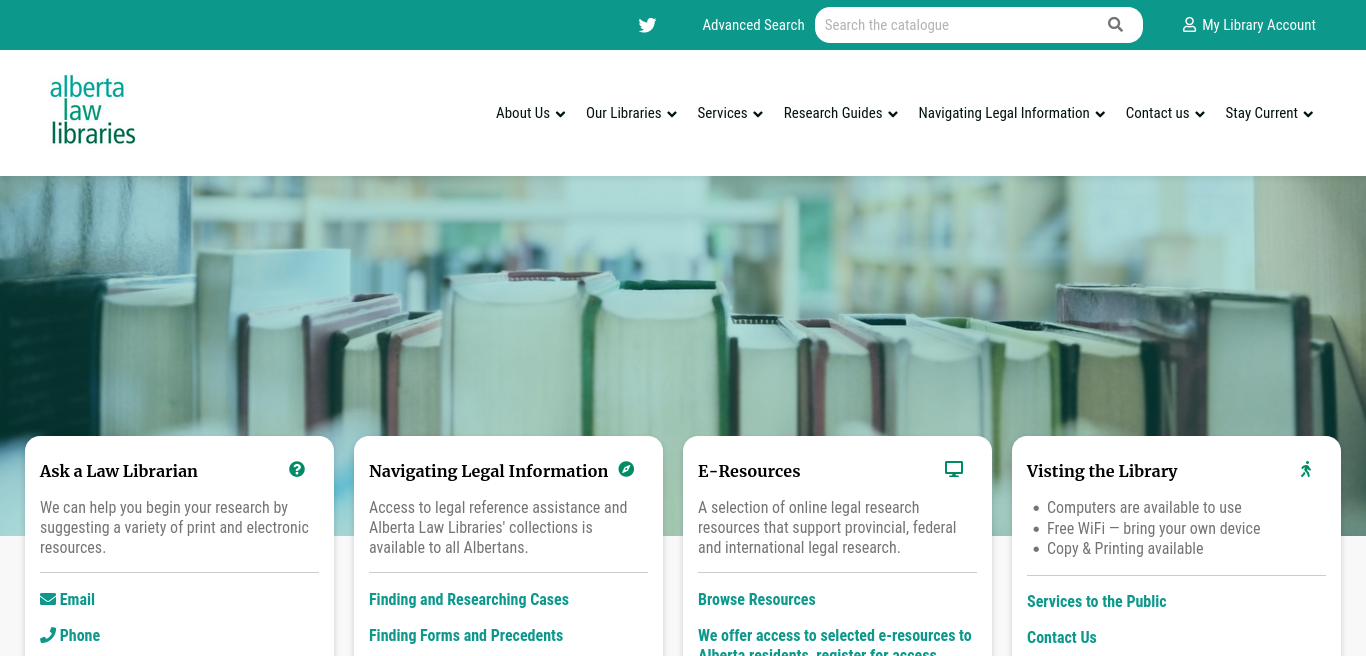 Advanced Search
Search the catalogue
My Library Account
alberta
law
libraries
About Us
Our Libraries
Services
Research Guides
Navigating Legal Information
Contact us
Stay Current
Ask a Law Librarian
We can help you begin your research by
suggesting a variety of print and electronic
resources.
Email
Phone
Navigating Legal Information
Access to legal reference assistance and
Alberta Law Libraries' collections is
available to all Albertans.
Finding and Researching Cases
Finding Forms and Precedents
E-Resources
A selection of online legal research
resources that support provincial, federal
and international legal research.
Browse Resources
We offer access to selected e-resources to
Alberta residents, register for access
Visting the Library
Computers are available to use
Free WiFi — bring your own device
Copy & Printing available
Services to the Public
Contact Us